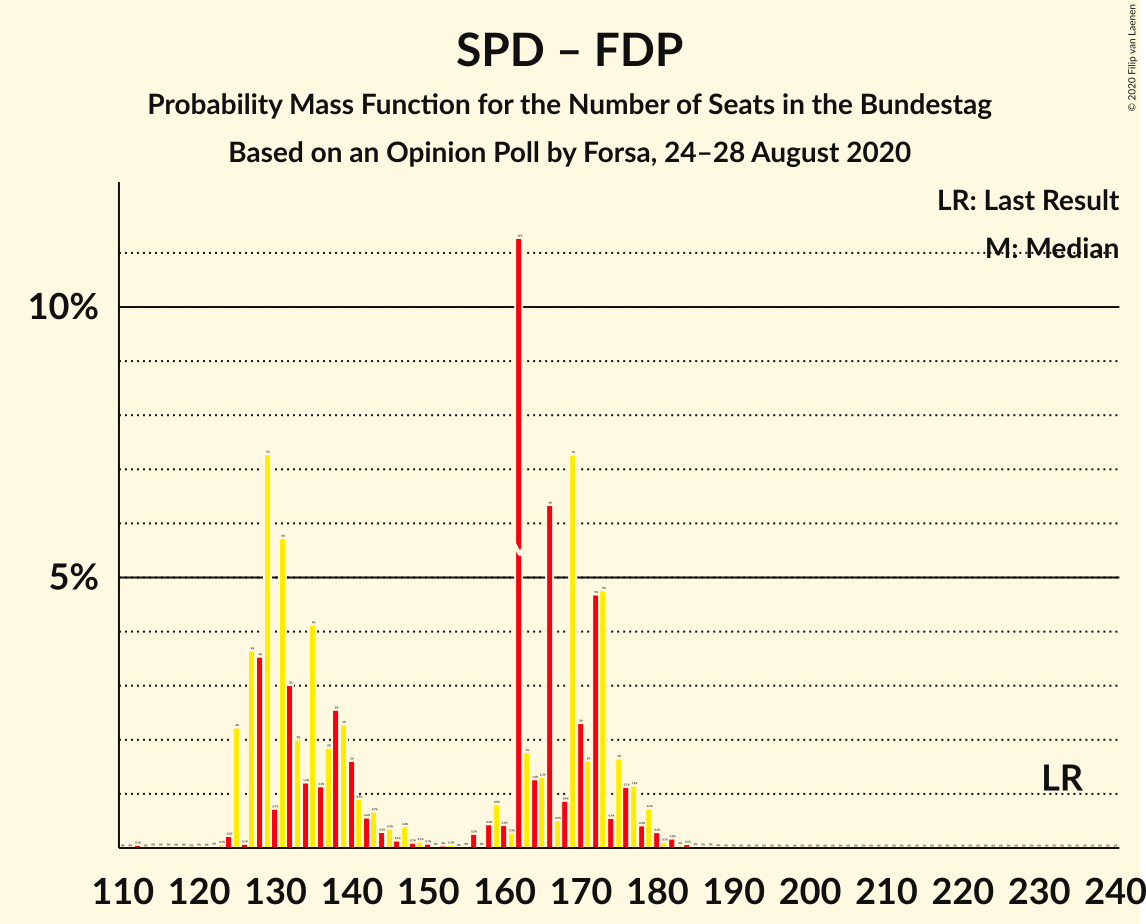 SPD – FDP
Probability Mass Function for the Number of Seats in the Bundestag
Based on an Opinion Poll by Forsa, 24–28 August 2020
© 2020 Filip van Laenen
LR: Last Result
M: Median
10%
5%
M
LR
110 120 130 140 150 160 170 180 190 200 210 220 230 240